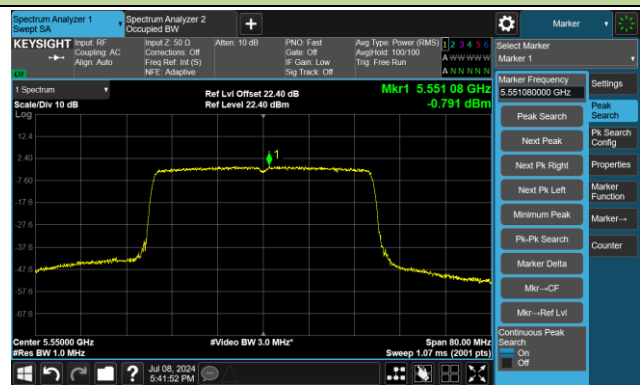 Spectrum Analyzer 1
Swept SA
Spectrum Analyzer 2
Occupied BW
Marker
KEYSIGHT
Input: RF
Coupling: AC
Align: Auto
Input Z: 50 Ω
Corrections: Off
Freq Ref: Int (S)
NFE: Adaptive
Atten: 10 dB
PNO: Fast
Gate: Off
IF Gain: Low
Sig Track: Off
Avg Type: Power (RMS)
Avg|Hold: 100/100
Trig: Free Run
1 2 3 4 5 6
A W W W W W
A N N N N N
Select Marker
Marker 1
1 Spectrum
Scale/Div 10 dB
Log
Ref Lvl Offset 22.40 dB
Ref Level 22.40 dBm
Mkr1 5.551 08 GHz
-0.791 dBm
12.4
2.40
-7.60
-17.6
-27.6
-37.6
-47.6
-57.6
-67.6
1
Center 5.55000 GHz
#Res BW 1.0 MHz
#Video BW 3.0 MHz*
Span 80.00 MHz
Sweep 1.07 ms (2001 pts)
Marker Frequency
5.551080000 GHz
Peak Search
Next Peak
Next Pk Right
Next Pk Left
Minimum Peak
Pk-Pk Search
Marker Delta
Mkr→CF
Mkr→Ref Lvl
Continuous Peak
Search
On
Off
Settings
Peak
Search
Pk Search
Config
Properties
Marker
Function
Marker→
Counter
?
Jul 08, 2024
5:41:52 PM